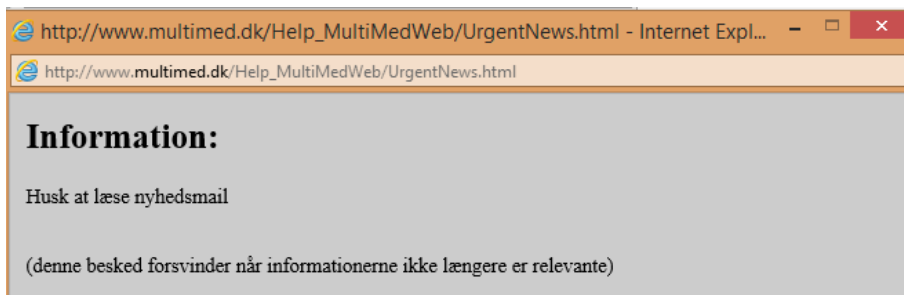 http://www.multimed.dk/Help_MultiMedWeb/UrgentNews.html - Internet Expl...
http://www.multimed.dk/Help_MultiMedWeb/UrgentNews.html
Information:
Husk at læse nyhedsmail
(denne besked forsvinder når informationerne ikke længere er relevante)